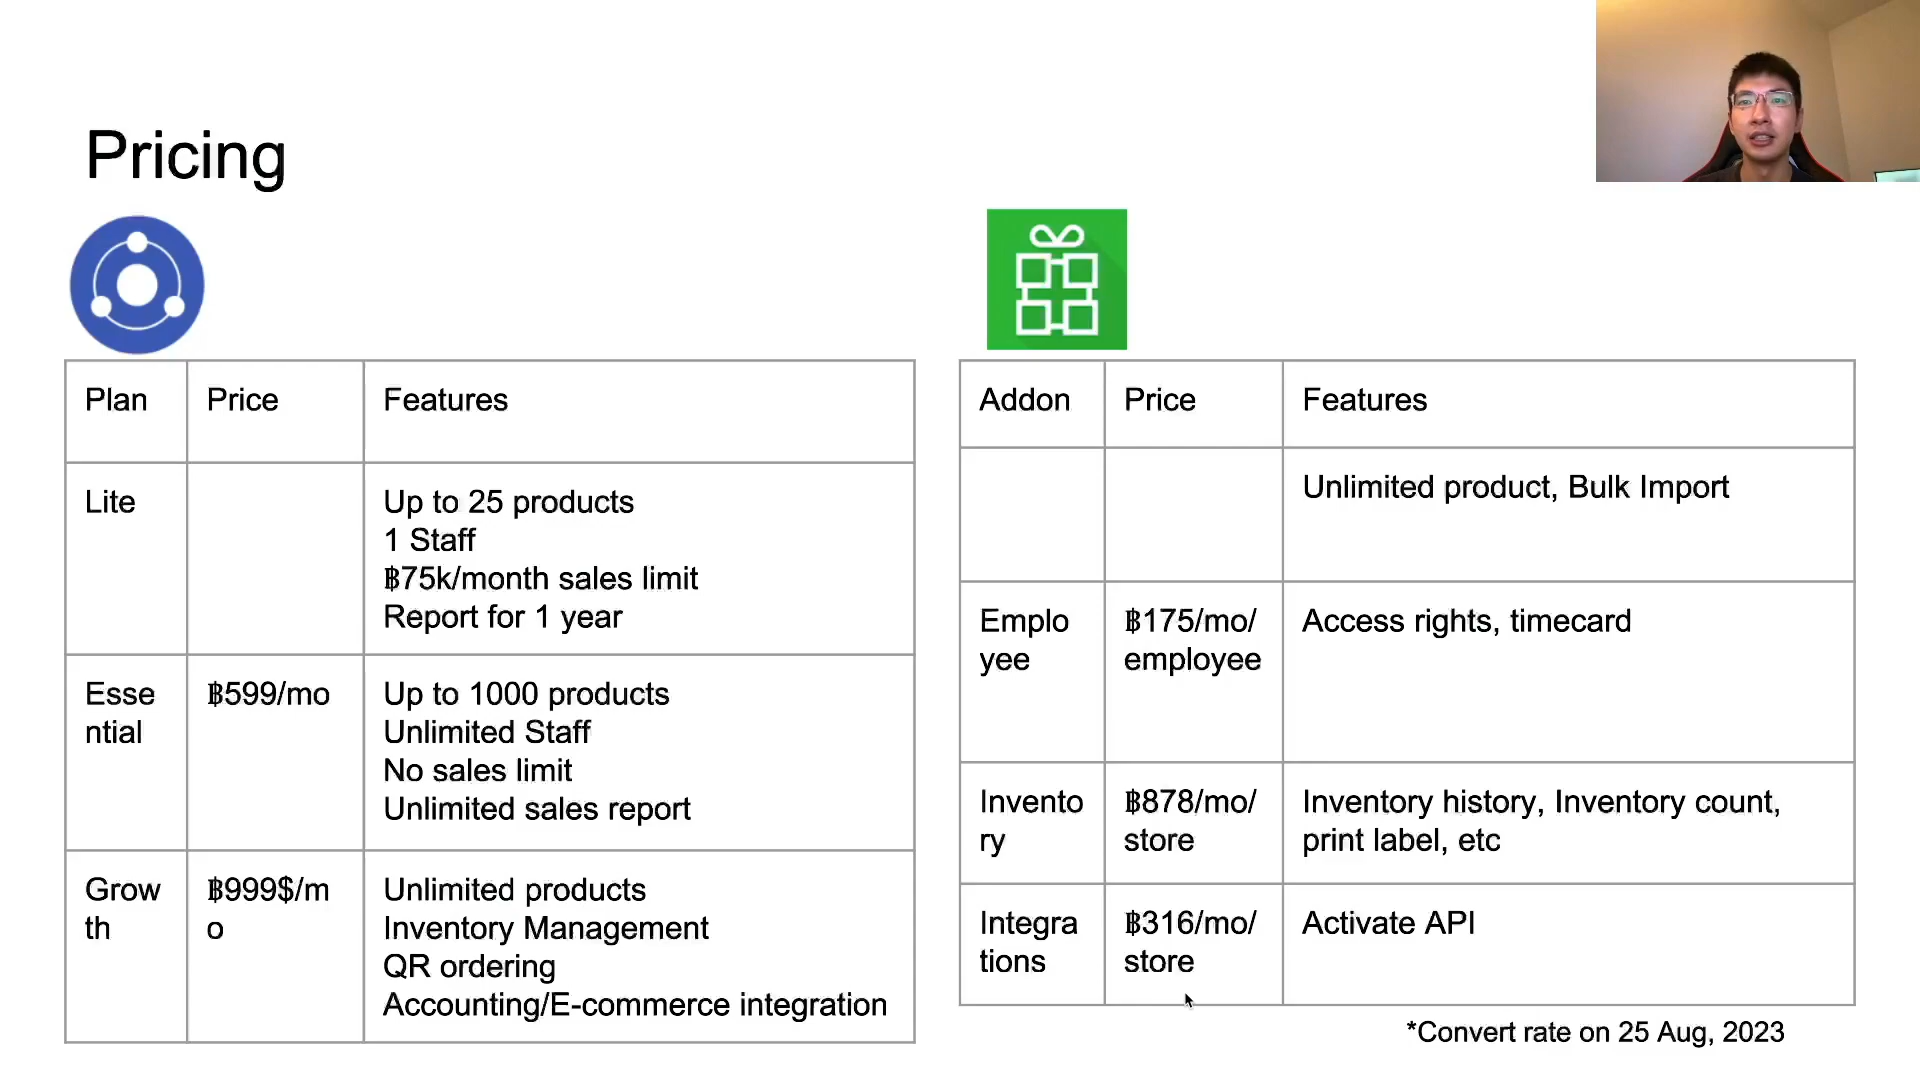 Pricing
Plan
Price
Features
Lite
Up to 25 products
1 Staff
฿75k/month sales limit
Report for 1 year
Esse
ntial
฿599/mo
Up to 1000 products
Unlimited Staff
No sales limit
Unlimited sales report
Grow
th
฿999$/m
o
Unlimited products
Inventory Management
QR ordering
Accounting/E-commerce integration
Addon
Price
Features
Unlimited product, Bulk Import
Emplo
yee
฿175/mo/
employee
Access rights, timecard
Invento
ry
฿878/mo/
store
Inventory history, Inventory count,
print label, etc
Integra
tions
฿316/mo/
store
Activate API
*Convert rate on 25 Aug, 2023